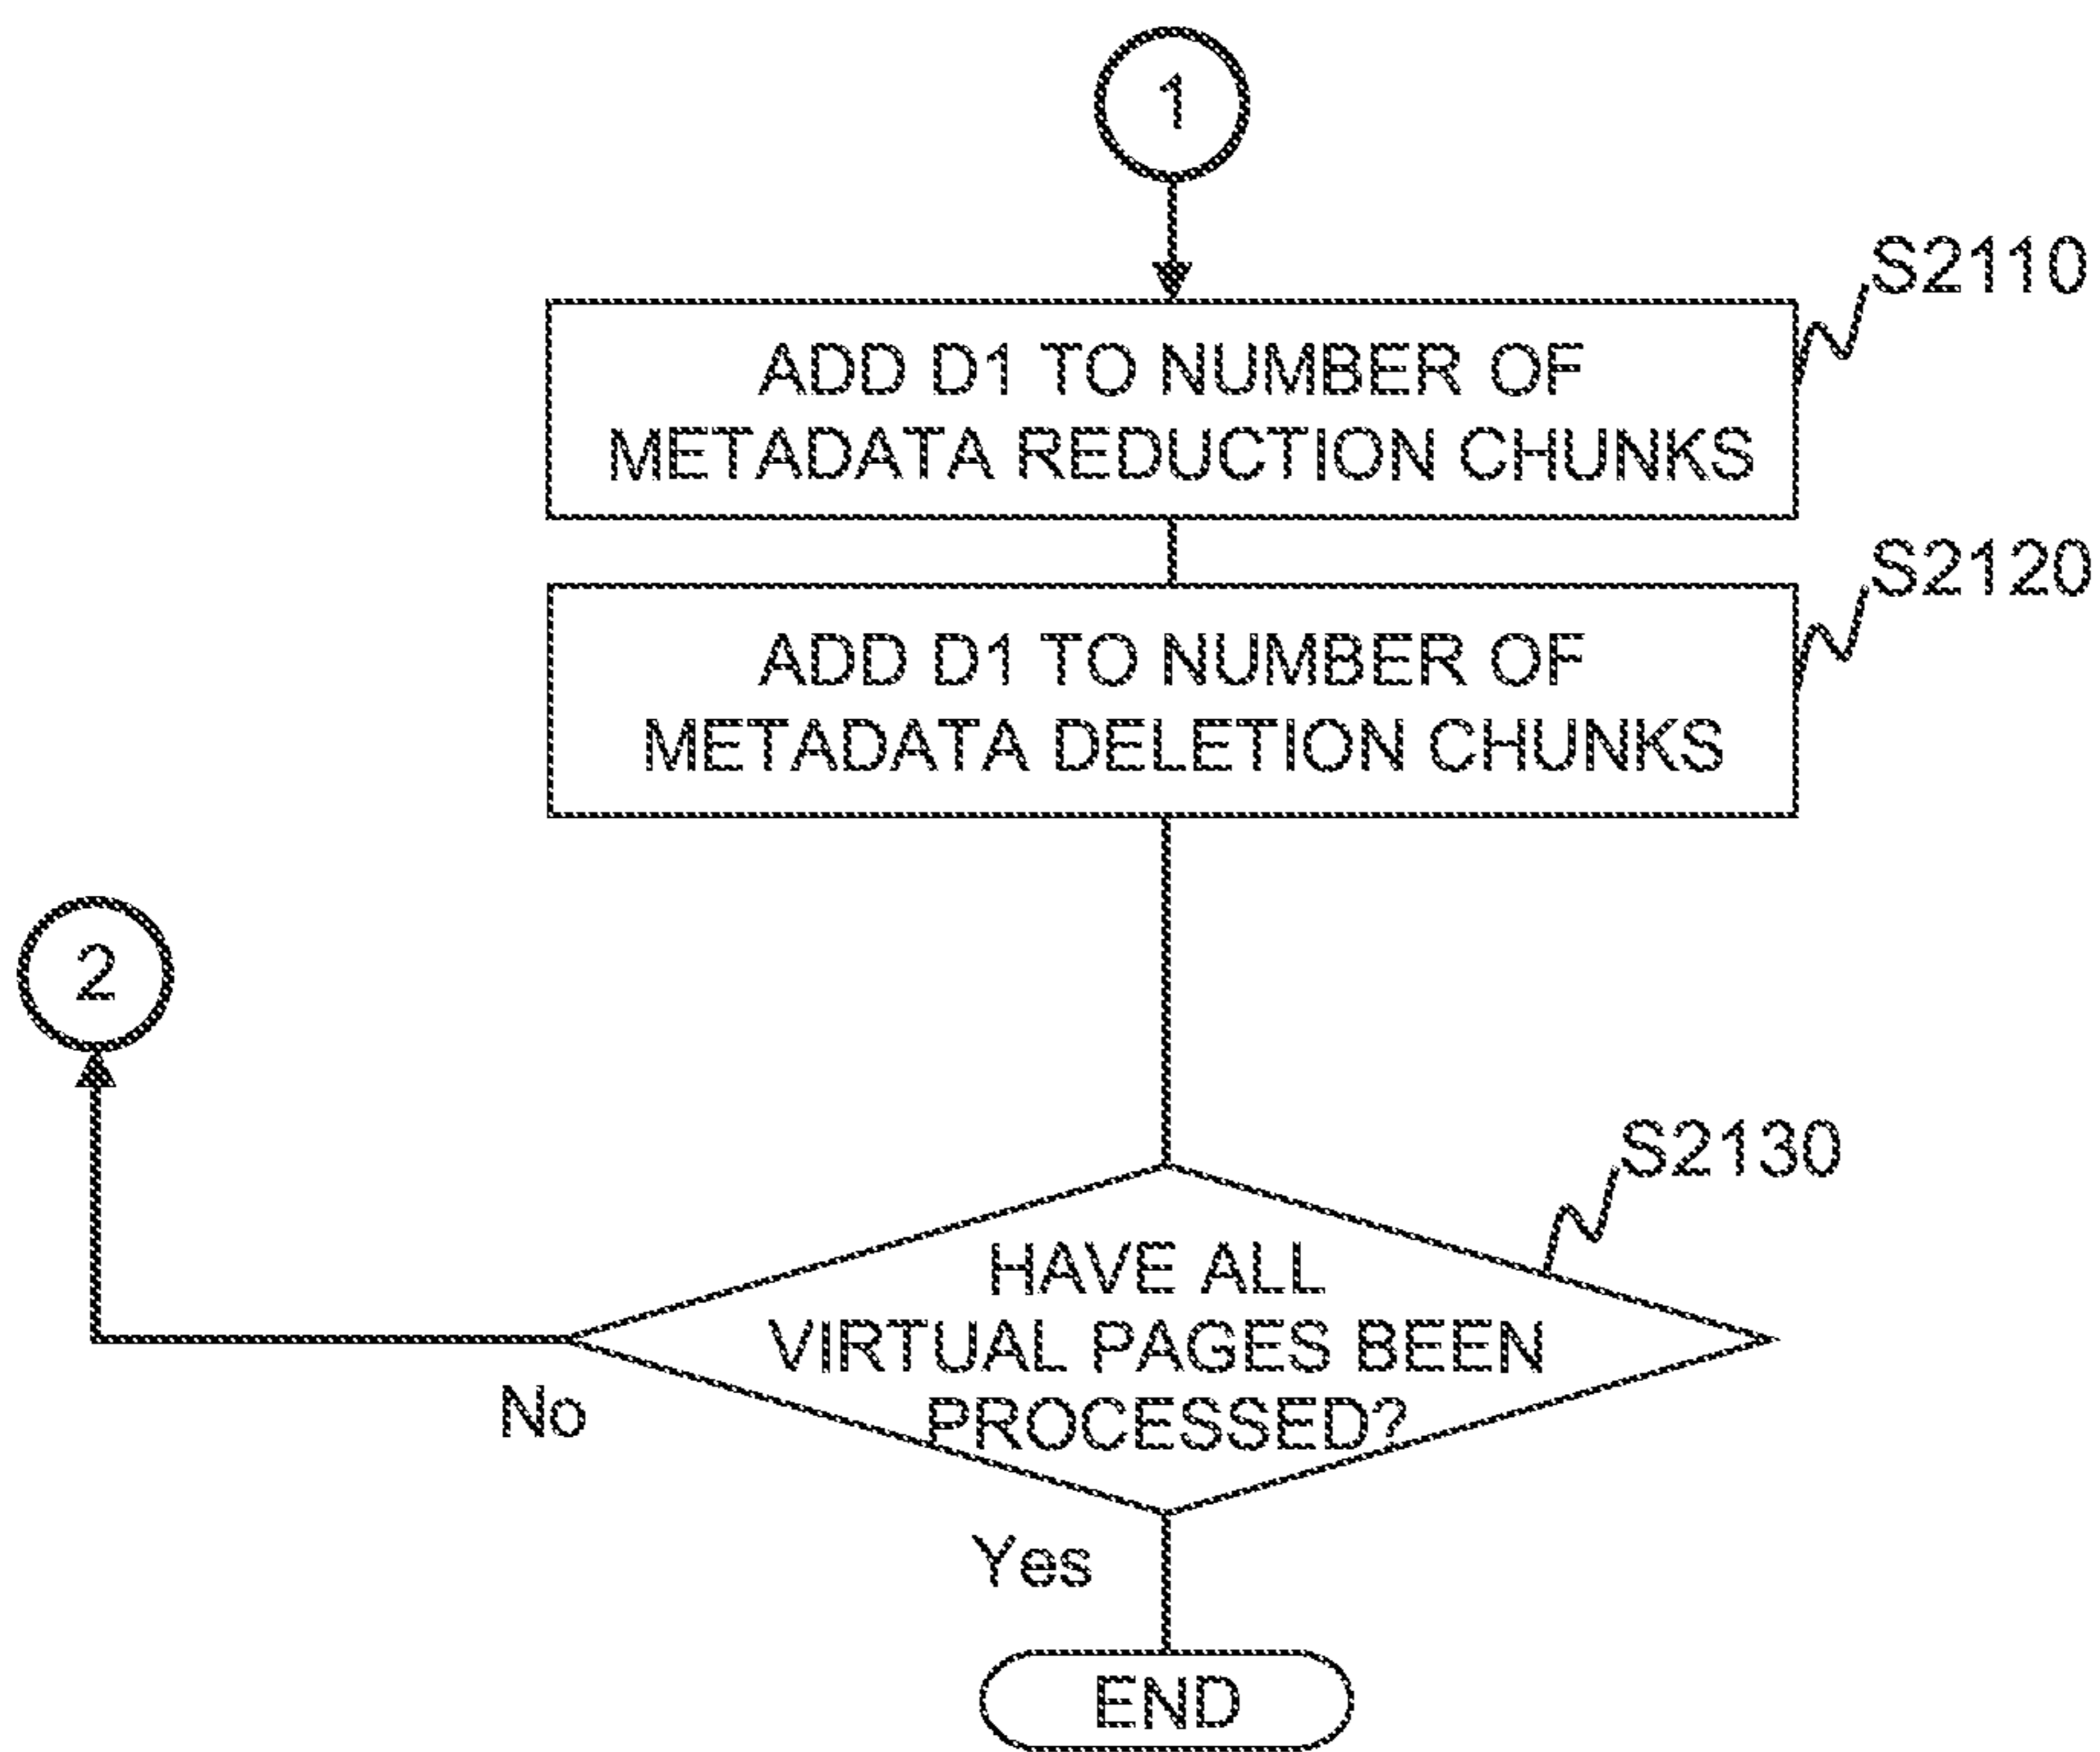 1
S2110
ADD D1 TO NUMBER OF
METADATA REDUCTION CHUNKS
S2120
ADD D1 TO NUMBER OF
METADATA DELETION CHUNKS
2
S2130
HAVE ALL
VIRTUAL PAGES BEEN
PROCESSED?
No
Yes
END